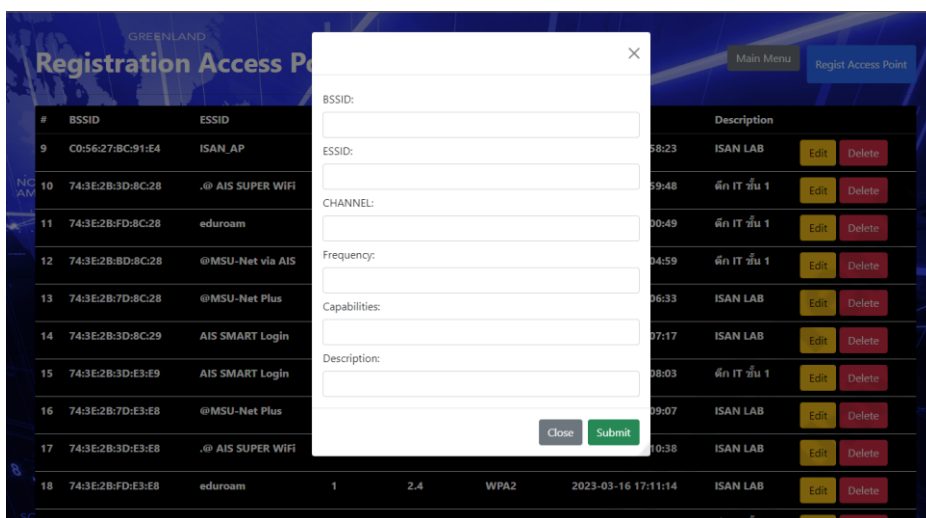 GREENLAND
Registration Access Po
Main Menu
Regist Access Point
×
BSSID:
ESSID:
CHANNEL:
Frequency:
Capabilities:
Description:
Close
Submit
# BSSID ESSID Description
9 C0:56:27:BC:91:E4 ISAN_AP 58:23 ISAN LAB Edit Delete
10 74:3E:2B:3D:8C:28 .@ AIS SUPER WiFi 59:48 ตึก IT ชั้น 1 Edit Delete
11 74:3E:2B:FD:8C:28 eduroam 00:49 ตึก IT ชั้น 1 Edit Delete
12 74:3E:2B:BD:8C:28 @MSU-Net via AIS 04:59 ตึก IT ชั้น 1 Edit Delete
13 74:3E:2B:7D:8C:28 @MSU-Net Plus 06:33 ISAN LAB Edit Delete
14 74:3E:2B:3D:8C:29 AIS SMART Login 07:17 ISAN LAB Edit Delete
15 74:3E:2B:3D:E3:E9 AIS SMART Login 08:03 ตึก IT ชั้น 1 Edit Delete
16 74:3E:2B:7D:E3:E8 @MSU-Net Plus 09:07 ISAN LAB Edit Delete
17 74:3E:2B:3D:E3:E8 .@ AIS SUPER WiFi 10:38 ISAN LAB Edit Delete
18 74:3E:2B:FD:E3:E8 eduroam 1 2.4 WPA2 2023-03-16 17:11:14 ISAN LAB Edit Delete